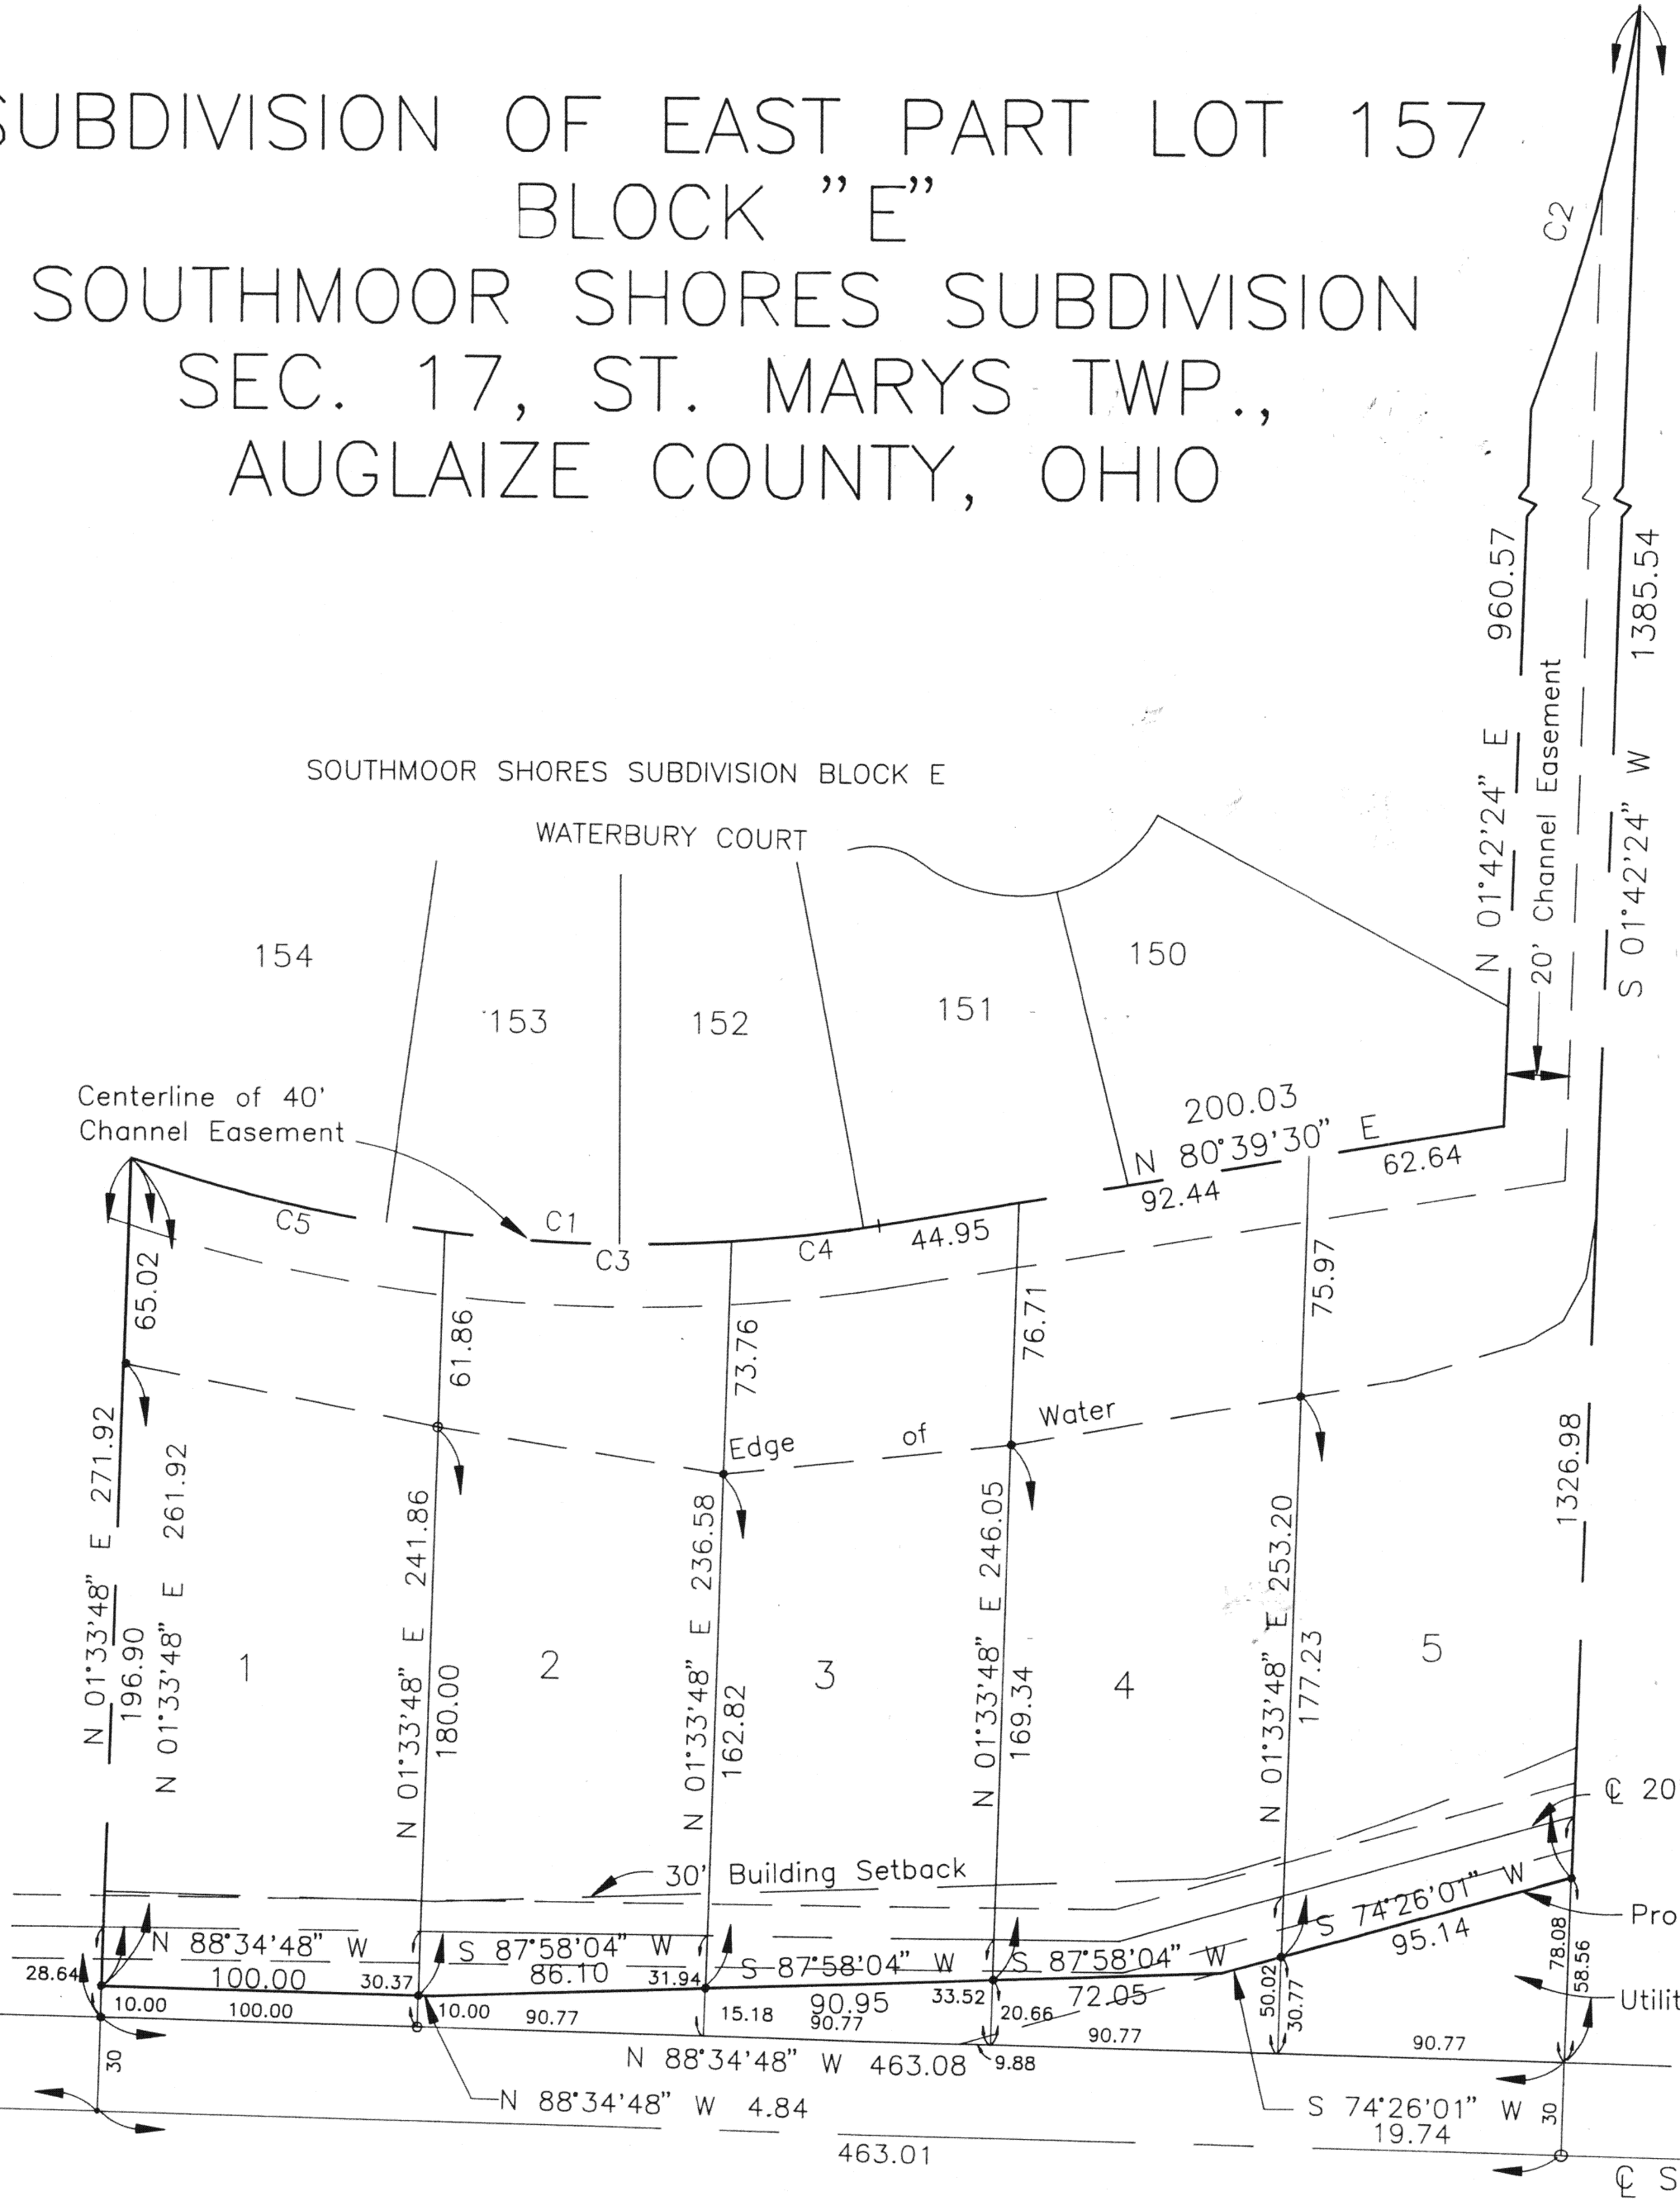 SUBDIVISION OF EAST PART LOT 157
BLOCK "E"
SOUTHMOOR SHORES SUBDIVISION
SEC. 17, ST. MARYS TWP.,
AUGLAIZE COUNTY, OHIO
C2
960.57
1385.54
N 01°42'24" E
20' Channel Easement
S 01°42'24" W
SOUTHMOOR SHORES SUBDIVISION BLOCK E
WATERBURY COURT
154
153
152
151
150
Centerline of 40'
Channel Easement
200.03
N 80°39'30" E
92.44
62.64
C5
C1
C3
C4
44.95
65.02
61.86
73.76
76.71
75.97
Edge of Water
N 01°33'48" E 271.92
196.90
N 01°33'48" E 261.92
N 01°33'48" E 241.86
180.00
N 01°33'48" E 236.58
162.82
N 01°33'48" E 246.05
169.34
N 01°33'48" E 253.20
177.23
1326.98
1
2
3
4
5
℄ 20
30' Building Setback
N 88°34'48" W
S 87°58'04" W
S 87°58'04" W
S 87°58'04" W
S 74°26'01" W
Pro
28.64
100.00
30.37
86.10
31.94
90.95
33.52
72.05
95.14
10.00
100.00
10.00
90.77
15.18
90.77
20.66
90.77
50.02
30.77
90.77
78.08
58.56
Utilit
N 88°34'48" W 463.08
9.88
30
N 88°34'48" W 4.84
S 74°26'01" W
19.74
30
463.01
℄ S